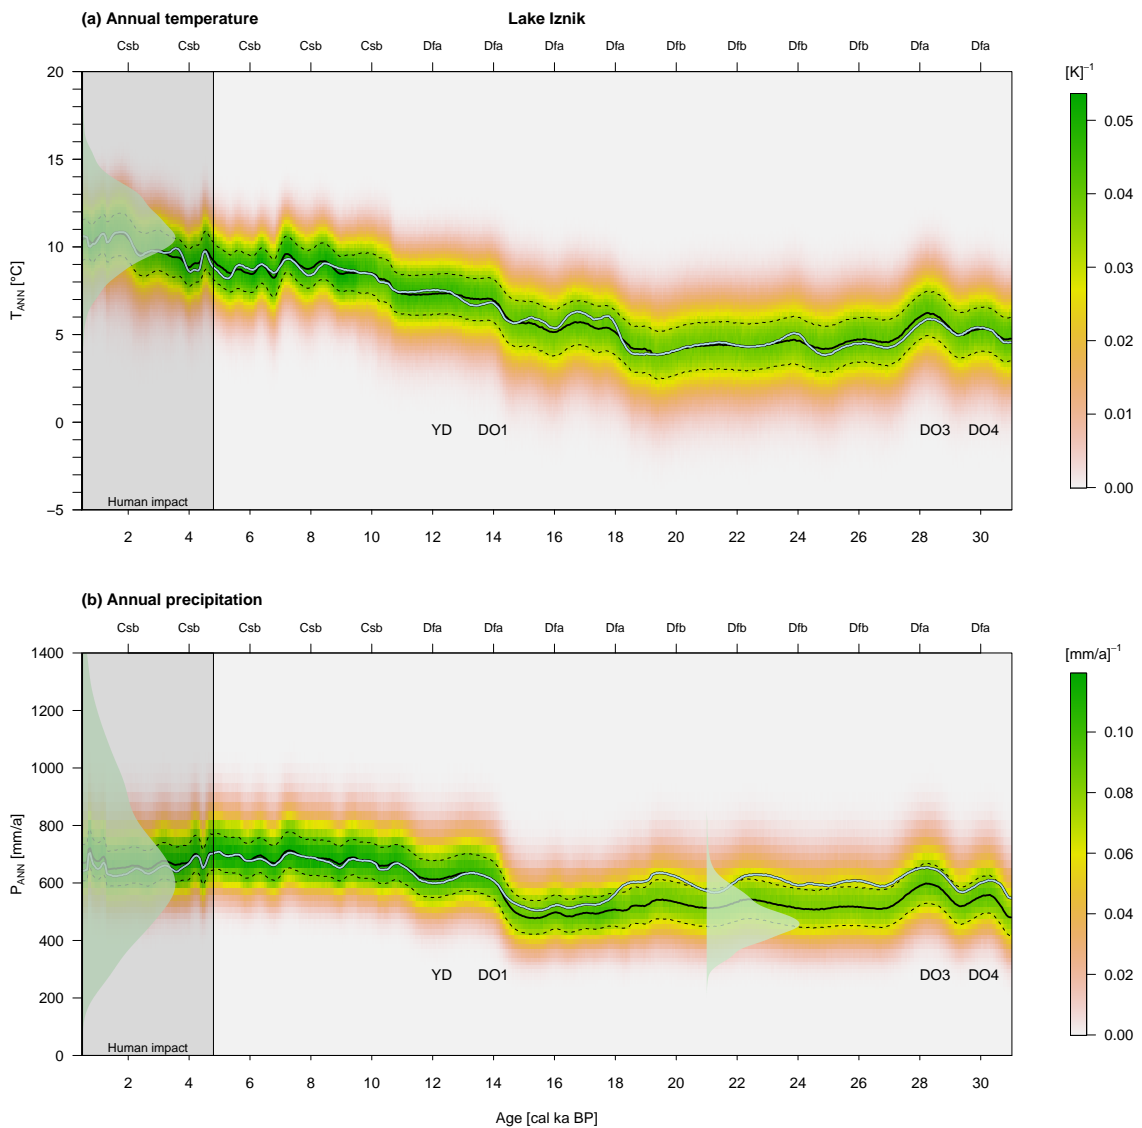 (a) Annual temperature
Lake Iznik
Csb Csb Csb Csb Csb Dfa Dfa Dfa Dfa Dfb Dfb Dfb Dfb Dfa Dfa
[K]⁻¹
20
15
10
5
0
−5
T_ANN [°C]
YD DO1 DO3 DO4
Human impact
2 4 6 8 10 12 14 16 18 20 22 24 26 28 30
0.05
0.04
0.03
0.02
0.01
0.00
(b) Annual precipitation
Csb Csb Csb Csb Csb Dfa Dfa Dfa Dfa Dfb Dfb Dfb Dfb Dfa Dfa
[mm/a]⁻¹
1400
1200
1000
800
600
400
200
0
P_ANN [mm/a]
YD DO1 DO3 DO4
Human impact
2 4 6 8 10 12 14 16 18 20 22 24 26 28 30
Age [cal ka BP]
0.10
0.08
0.06
0.04
0.02
0.00